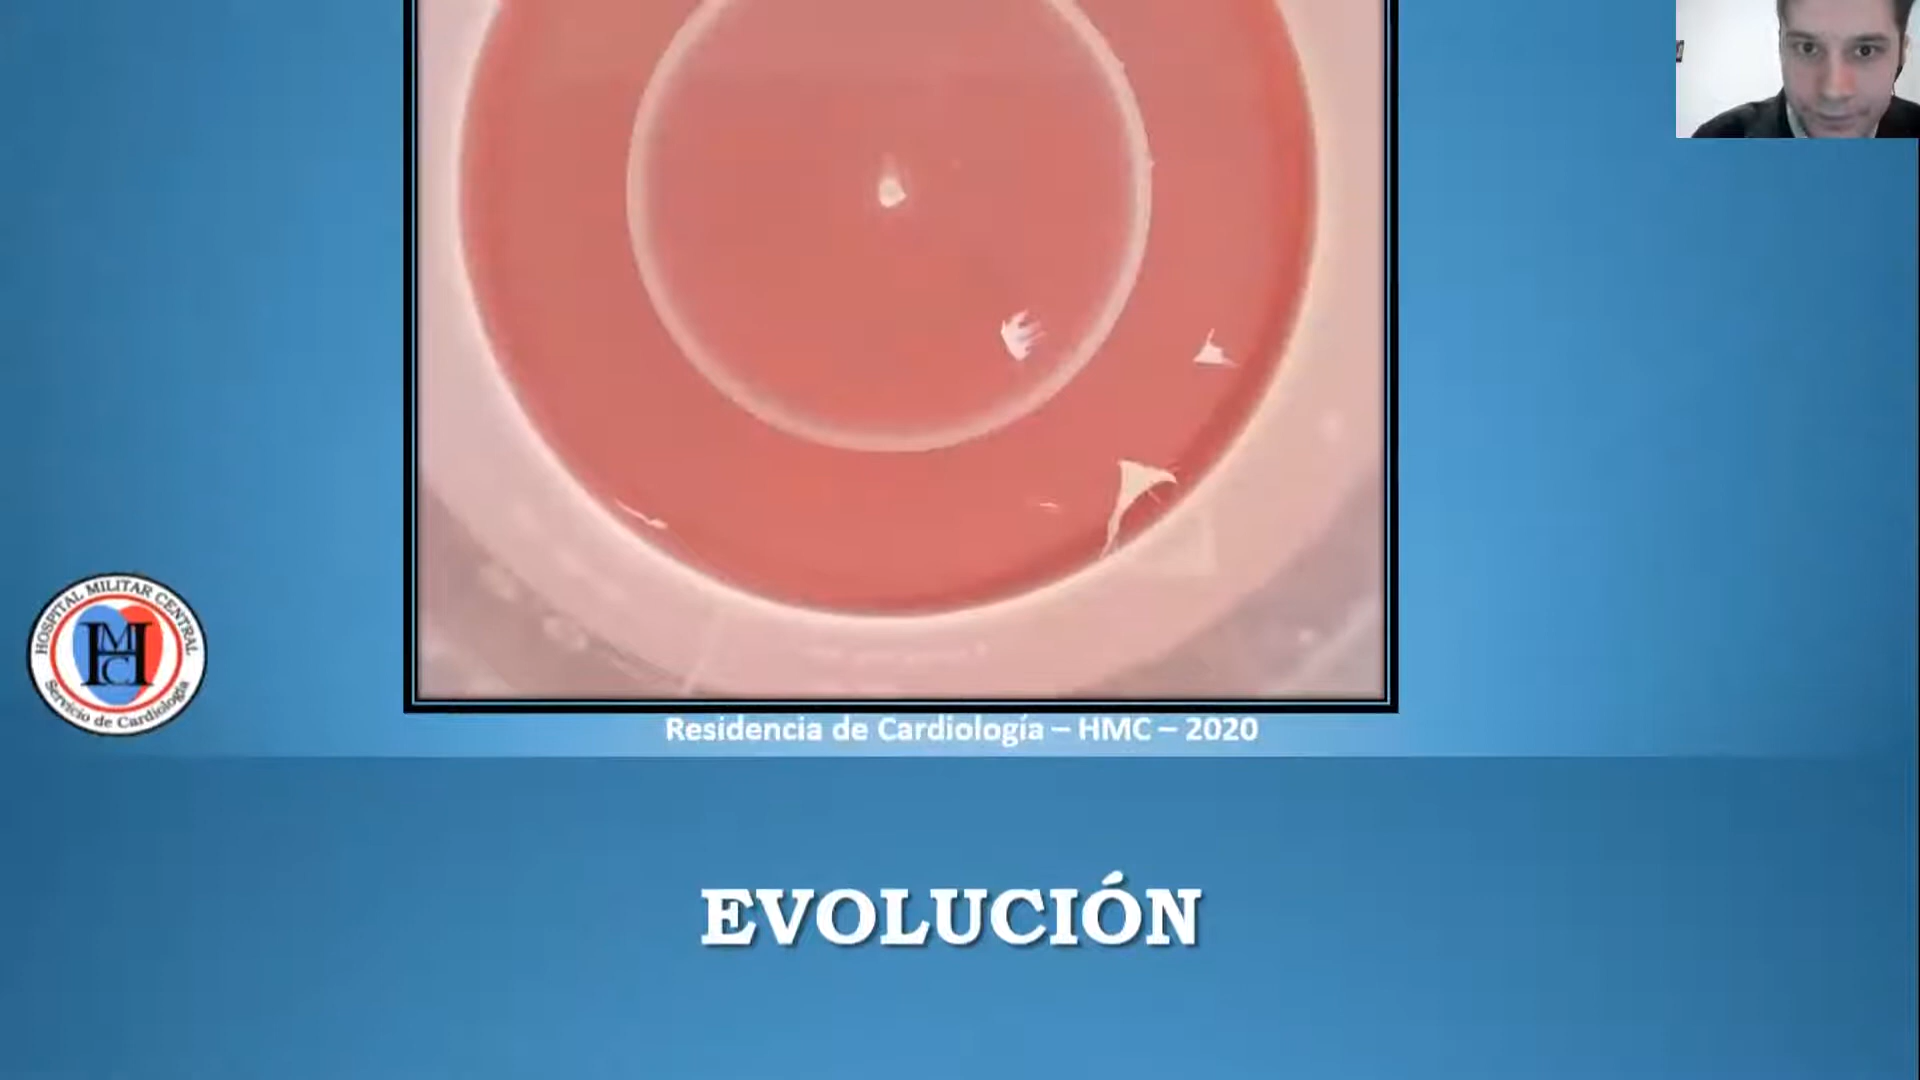 HOSPITAL MILITAR CENTRAL
HMC
Servicio de Cardiología
Residencia de Cardiología – HMC – 2020
EVOLUCIÓN